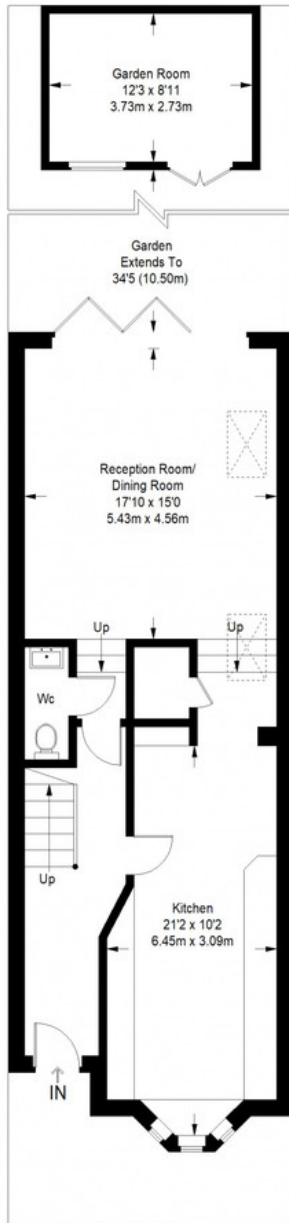 Garden Room
12'3 x 8'11
3.73m x 2.73m
Garden
Extends To
34'5 (10.50m)
Reception Room/
Dining Room
17'10 x 15'0
5.43m x 4.56m
Up
Up
Wc
Up
Kitchen
21'2 x 10'2
6.45m x 3.09m
IN